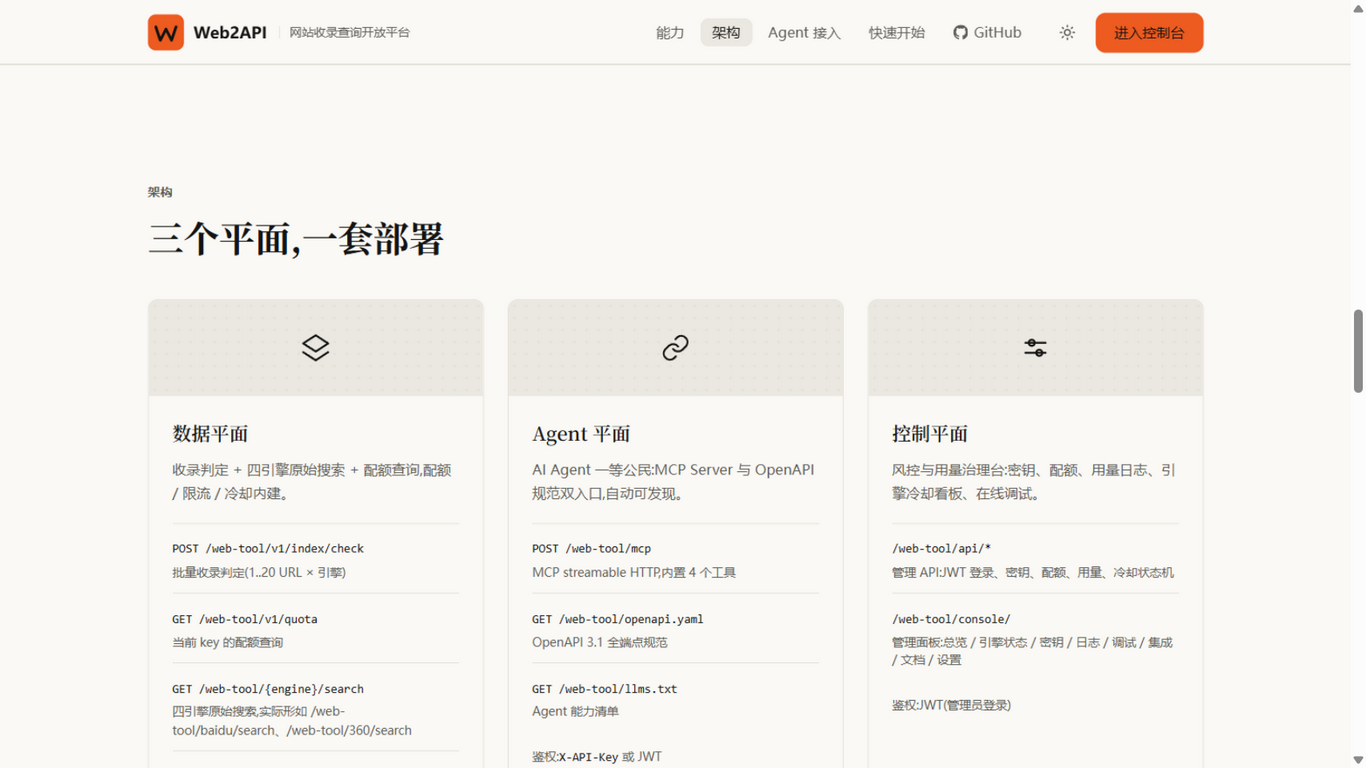 Web2API
网站收录查询开放平台
能力
架构
Agent 接入
快速开始
GitHub
进入控制台
架构
三个平面,一套部署
数据平面
收录判定 + 四引擎原始搜索 + 配额查询,配额
/ 限流 / 冷却内建。
POST /web-tool/v1/index/check
批量收录判定(1..20 URL × 引擎)
GET /web-tool/v1/quota
当前 key 的配额查询
GET /web-tool/{engine}/search
四引擎原始搜索,实际形如 /web-
tool/baidu/search、/web-tool/360/search
Agent 平面
AI Agent 一等公民:MCP Server 与 OpenAPI
规范双入口,自动可发现。
POST /web-tool/mcp
MCP streamable HTTP,内置 4 个工具
GET /web-tool/openapi.yaml
OpenAPI 3.1 全端点规范
GET /web-tool/llms.txt
Agent 能力清单
鉴权:X-API-Key 或 JWT
控制平面
风控与用量治理台:密钥、配额、用量日志、引
擎冷却看板、在线调试。
/web-tool/api/*
管理 API:JWT 登录、密钥、配额、用量、冷却状态机
/web-tool/console/
管理面板:总览 / 引擎状态 / 密钥 / 日志 / 调试 / 集成
/ 文档 / 设置
鉴权:JWT(管理员登录)